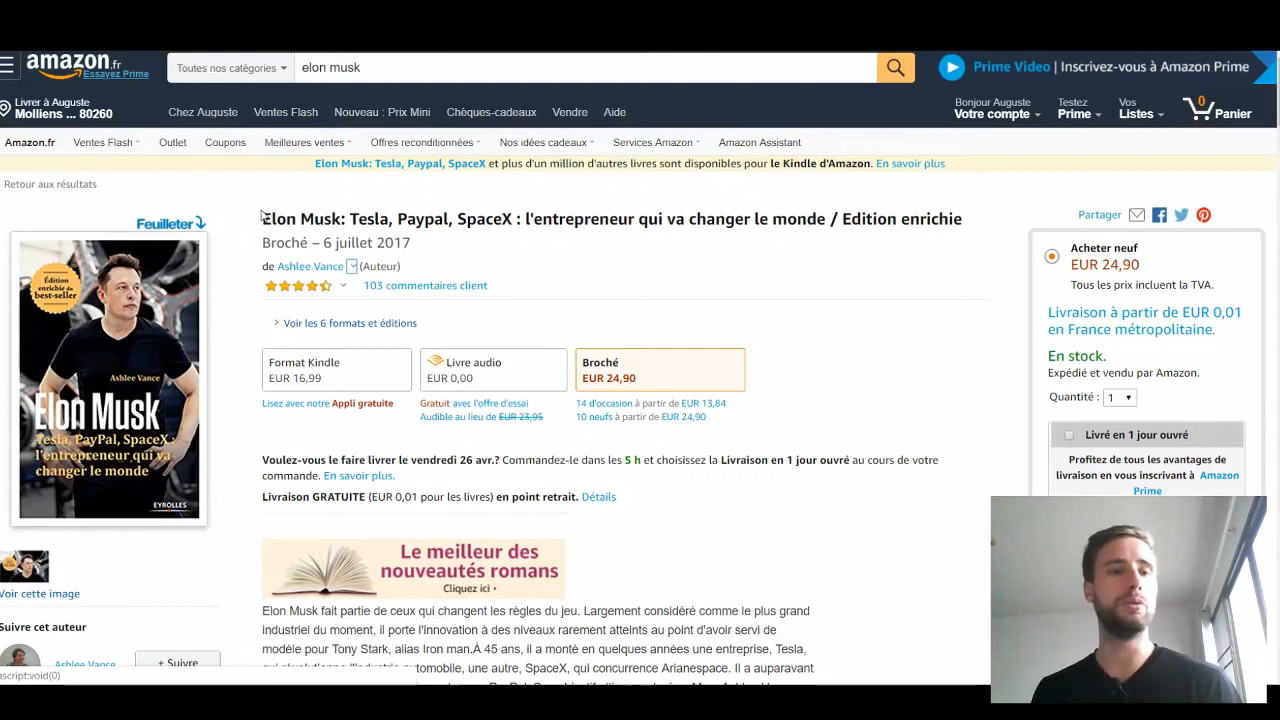 amazon.fr
Essayez Prime
Toutes nos catégories
elon musk
Prime Video | Inscrivez-vous à Amazon Prime
Livrer à Auguste
Molliens ... 80260
Chez Auguste Ventes Flash Nouveau : Prix Mini Chèques-cadeaux Vendre Aide
Bonjour Auguste
Votre compte
Testez
Prime
Vos
Listes
0
Panier
Amazon.fr Ventes Flash Outlet Coupons Meilleures ventes Offres reconditionnées Nos idées cadeaux Services Amazon Amazon Assistant
Elon Musk: Tesla, Paypal, SpaceX et plus d'un million d'autres livres sont disponibles pour le Kindle d'Amazon. En savoir plus
Retour aux résultats
Feuilleter
Édition
enrichie du
best-seller
Ashlee Vance
Elon Musk
Tesla, PayPal, SpaceX :
l'entrepreneur qui va
changer le monde
EYROLLES
Voir cette image
Suivre cet auteur
Ashlee Vance
+ Suivre
ascript:void(0)
Elon Musk: Tesla, Paypal, SpaceX : l'entrepreneur qui va changer le monde / Edition enrichie
Broché – 6 juillet 2017
de Ashlee Vance (Auteur)
103 commentaires client
Voir les 6 formats et éditions
Format Kindle
EUR 16,99
Lisez avec notre Appli gratuite
Livre audio
EUR 0,00
Gratuit avec l'offre d'essai
Audible au lieu de EUR 23,95
Broché
EUR 24,90
14 d'occasion à partir de EUR 13,84
10 neufs à partir de EUR 24,90
Voulez-vous le faire livrer le vendredi 26 avr.? Commandez-le dans les 5 h et choisissez la Livraison en 1 jour ouvré au cours de votre
commande. En savoir plus.
Livraison GRATUITE (EUR 0,01 pour les livres) en point retrait. Détails
Le meilleur des
nouveautés romans
Cliquez ici
Elon Musk fait partie de ceux qui changent les règles du jeu. Largement considéré comme le plus grand
industriel du moment, il porte l'innovation à des niveaux rarement atteints au point d'avoir servi de
modèle pour Tony Stark, alias Iron man.À 45 ans, il a monté en quelques années une entreprise, Tesla,
qui révolutionne l'industrie automobile, une autre, SpaceX, qui concurrence Arianespace. Il a auparavant
Partager
Acheter neuf
EUR 24,90
Tous les prix incluent la TVA.
Livraison à partir de EUR 0,01
en France métropolitaine.
En stock.
Expédié et vendu par Amazon.
Quantité : 1
Livré en 1 jour ouvré
Profitez de tous les avantages de
livraison en vous inscrivant à Amazon
Prime